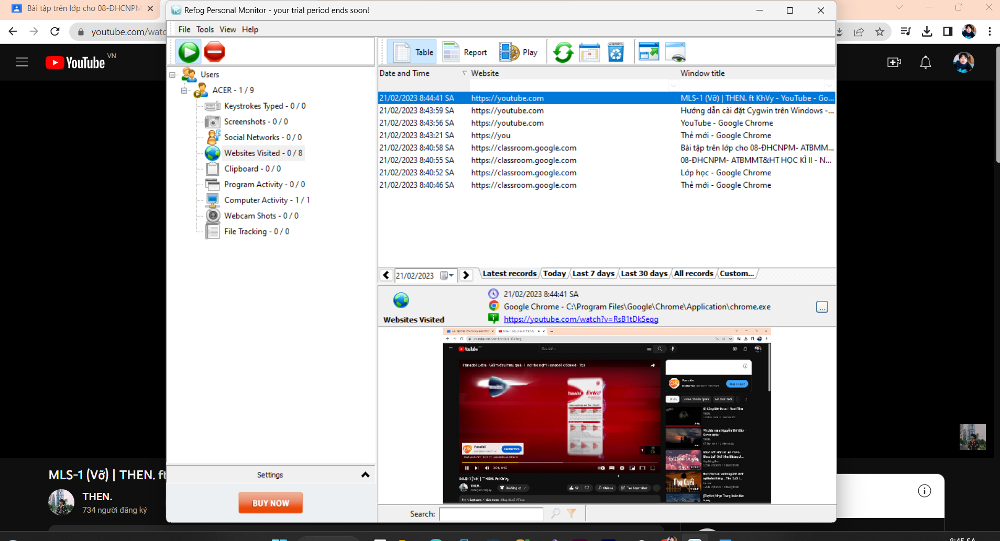 Bài tập trên lớp cho 08-ĐHCNPM
Refog Personal Monitor - your trial period ends soon!
youtube.com/watc
File Tools View Help
YouTube VN
Table Report Play
Date and Time Website Window title
Users
ACER - 1 / 9
Keystrokes Typed - 0 / 0
Screenshots - 0 / 0
Social Networks - 0 / 0
Websites Visited - 0 / 8
Clipboard - 0 / 0
Program Activity - 0 / 0
Computer Activity - 1 / 1
Webcam Shots - 0 / 0
File Tracking - 0 / 0
21/02/2023 8:44:41 SA https://youtube.com MLS-1 (Vỡ) | THEN. ft KhVy - YouTube - Go...
21/02/2023 8:43:59 SA https://youtube.com Hướng dẫn cài đặt Cygwin trên Windows -...
21/02/2023 8:43:56 SA https://youtube.com YouTube - Google Chrome
21/02/2023 8:43:21 SA https://you Thẻ mới - Google Chrome
21/02/2023 8:40:58 SA https://classroom.google.com Bài tập trên lớp cho 08-ĐHCNPM- ATBMM...
21/02/2023 8:40:55 SA https://classroom.google.com 08-ĐHCNPM- ATBMMT&HT HỌC KÌ II - N...
21/02/2023 8:40:52 SA https://classroom.google.com Lớp học - Google Chrome
21/02/2023 8:40:46 SA https://classroom.google.com Thẻ mới - Google Chrome
21/02/2023 Latest records Today Last 7 days Last 30 days All records Custom...
21/02/2023 8:44:41 SA
Google Chrome - C:\Program Files\Google\Chrome\Application\chrome.exe
...
Websites Visited
https://youtube.com/watch?v=RsB1tDkSeqg
YouTube
Panadol
MLS-1 (Vỡ) | THEN. ft KhVy
THEN.
Settings
BUY NOW
Search:
MLS-1 (Vỡ) | THEN. ft
THEN.
734 người đăng ký
8:45 SA